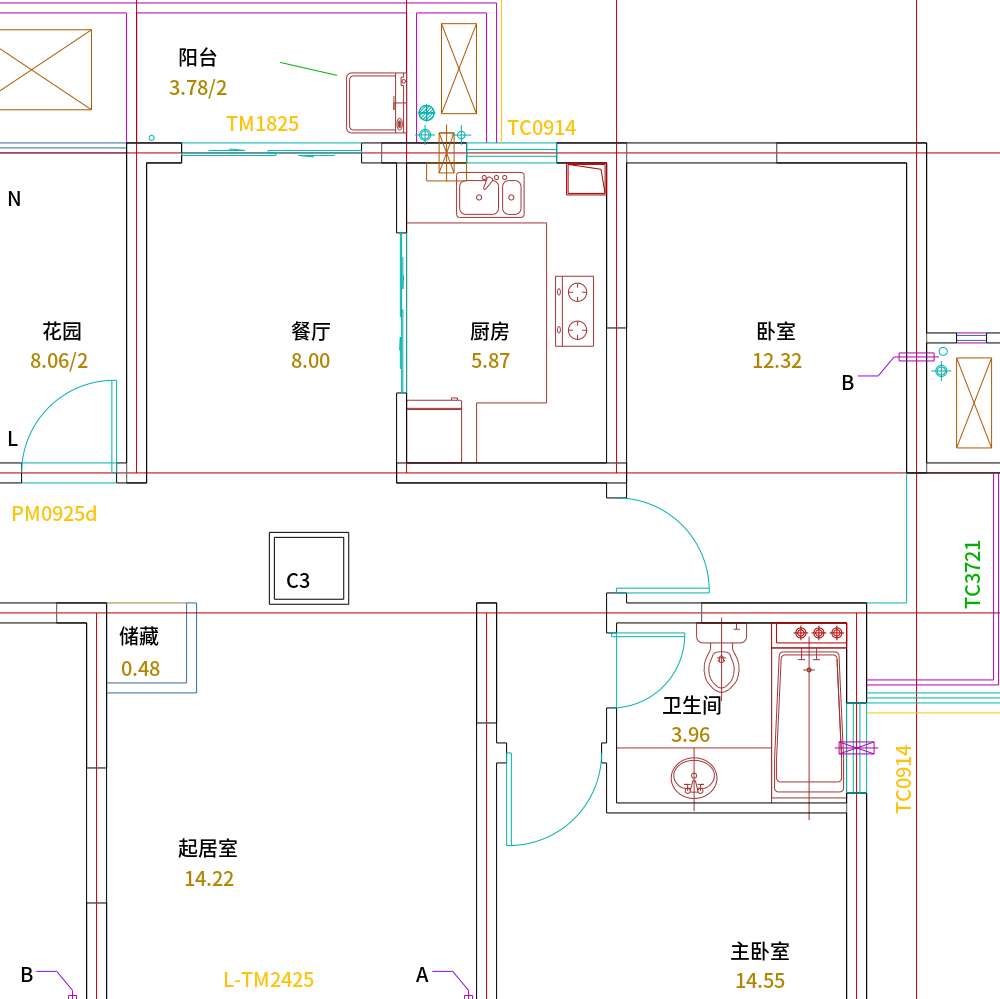 阳台
3.78/2
TM1825
TC0914
N
花园
8.06/2
餐厅
8.00
厨房
5.87
卧室
12.32
B
L
PM0925d
C3
TC3721
储藏
0.48
卫生间
3.96
TC0914
起居室
14.22
主卧室
14.55
B
L-TM2425
A